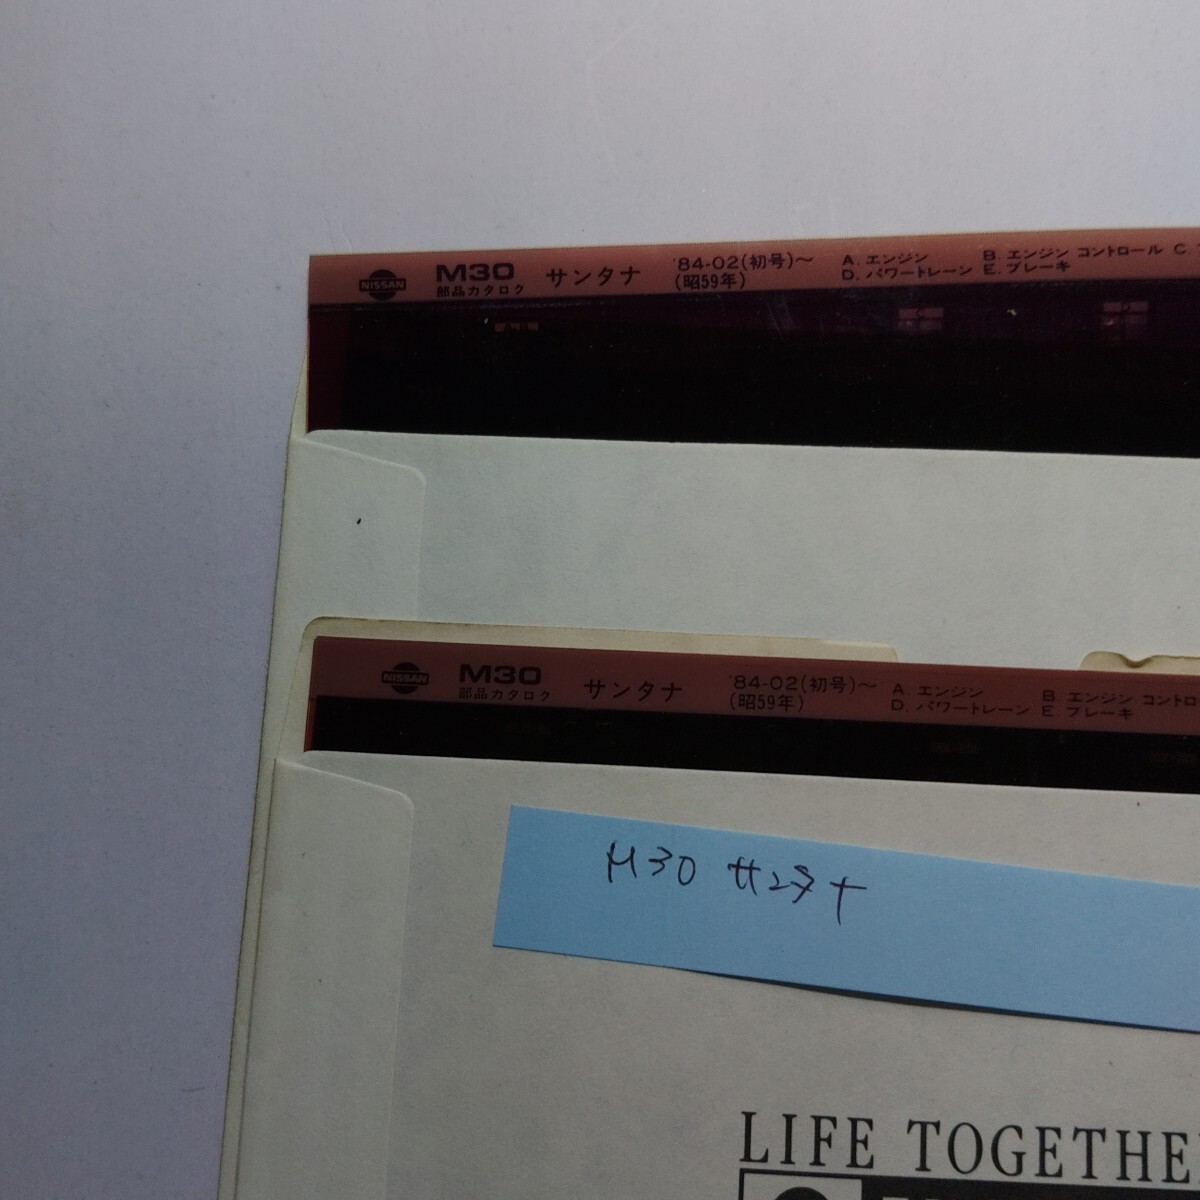 NISSAN
M30
部品カタログ
サンタナ
'84-02(初号)〜
(昭59年)
A. エンジン B. エンジン コントロール C.
D. パワートレーン E. ブレーキ
NISSAN
M30
部品カタログ
サンタナ
'84-02(初号)〜
(昭59年)
A. エンジン B. エンジン コントロ
D. パワートレーン E. ブレーキ
M30 サンタナ
LIFE TOGETHE